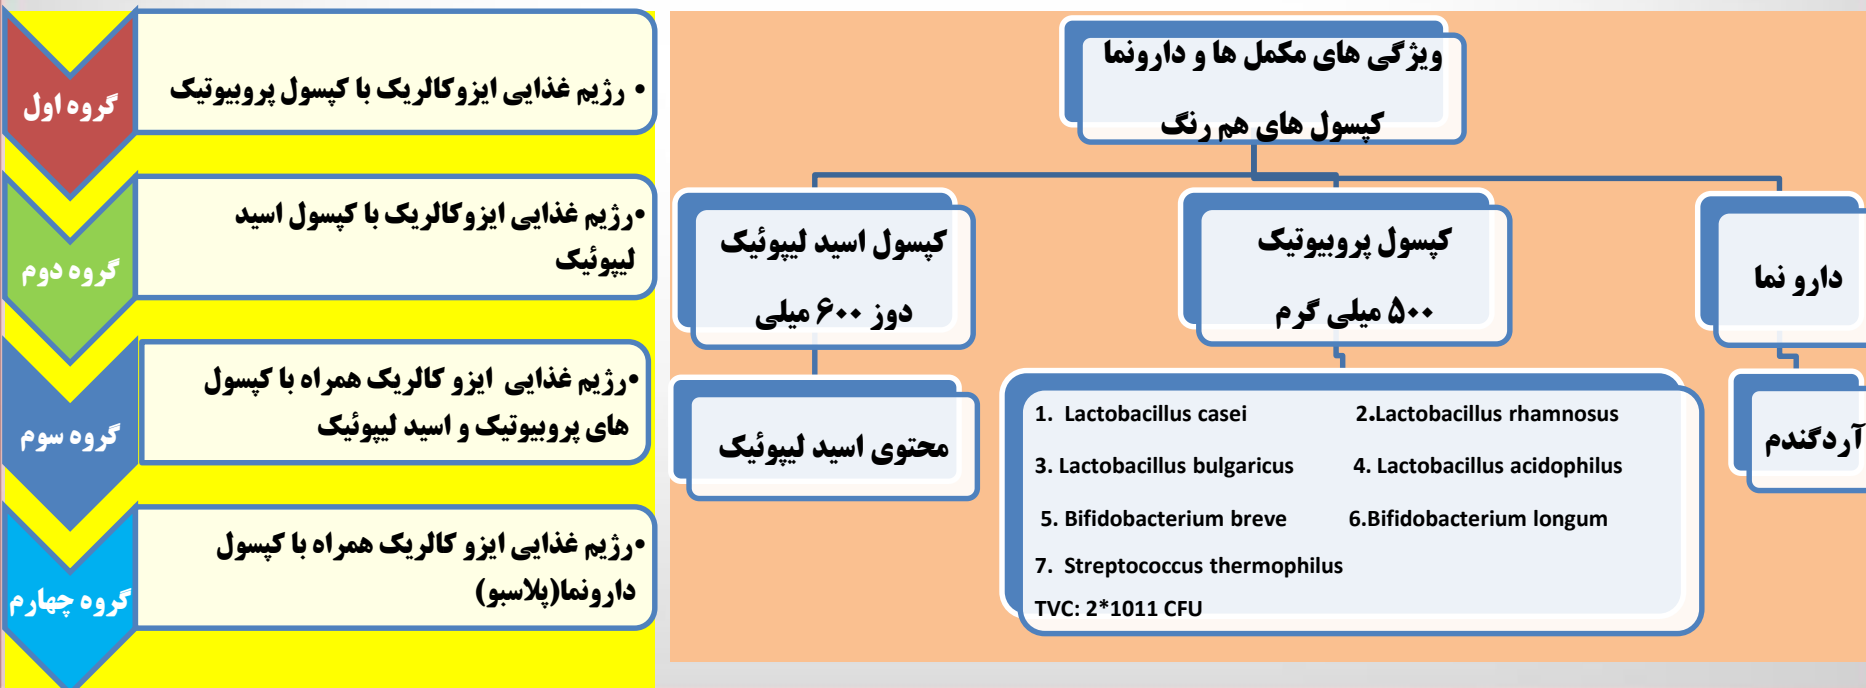 گروه اول
• رژیم غذایی ایزوکالریک با کپسول پروبیوتیک
گروه دوم
•رژیم غذایی ایزوکالریک با کپسول اسید
لیپوئیک
گروه سوم
•رژیم غذایی ایزو کالریک همراه با کپسول
های پروبیوتیک و اسید لیپوئیک
گروه چهارم
•رژیم غذایی ایزو کالریک همراه با کپسول
دارونما(پلاسبو)
ویژگی های مکمل ها و دارونما
کپسول های هم رنگ
دارو نما
آردگندم
کپسول پروبیوتیک
۵۰۰ میلی گرم
1. Lactobacillus casei 2.Lactobacillus rhamnosus
3. Lactobacillus bulgaricus 4. Lactobacillus acidophilus
5. Bifidobacterium breve 6.Bifidobacterium longum
7. Streptococcus thermophilus
TVC: 2*1011 CFU
کپسول اسید لیپوئیک
دوز ۶۰۰ میلی
محتوی اسید لیپوئیک